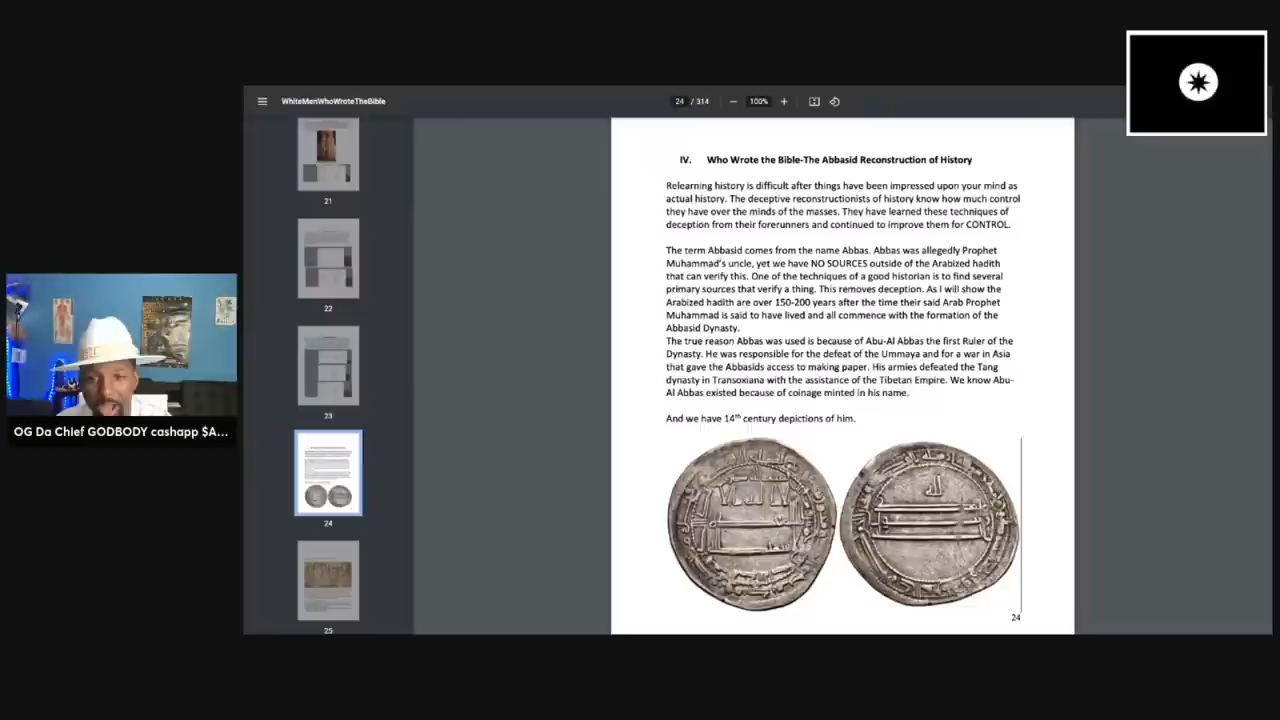 WhiteMenWhoWroteTheBible
24 / 314
100%
21
22
23
24
25
IV. Who Wrote the Bible-The Abbasid Reconstruction of History
Relearning history is difficult after things have been impressed upon your mind as
actual history. The deceptive reconstructionists of history know how much control
they have over the minds of the masses. They have learned these techniques of
deception from their forerunners and continued to improve them for CONTROL.
The term Abbasid comes from the name Abbas. Abbas was allegedly Prophet
Muhammad's uncle, yet we have NO SOURCES outside of the Arabized hadith
that can verify this. One of the techniques of a good historian is to find several
primary sources that verify a thing. This removes deception. As I will show the
Arabized hadith are over 150-200 years after the time their said Arab Prophet
Muhammad is said to have lived and all commence with the formation of the
Abbasid Dynasty.
The true reason Abbas was used is because of Abu-Al Abbas the first Ruler of the
Dynasty. He was responsible for the defeat of the Ummaya and for a war in Asia
that gave the Abbasids access to making paper. His armies defeated the Tang
dynasty in Transoxiana with the assistance of the Tibetan Empire. We know Abu-
Al Abbas existed because of coinage minted in his name.
And we have 14th century depictions of him.
24
OG Da Chief GODBODY cashapp $A...